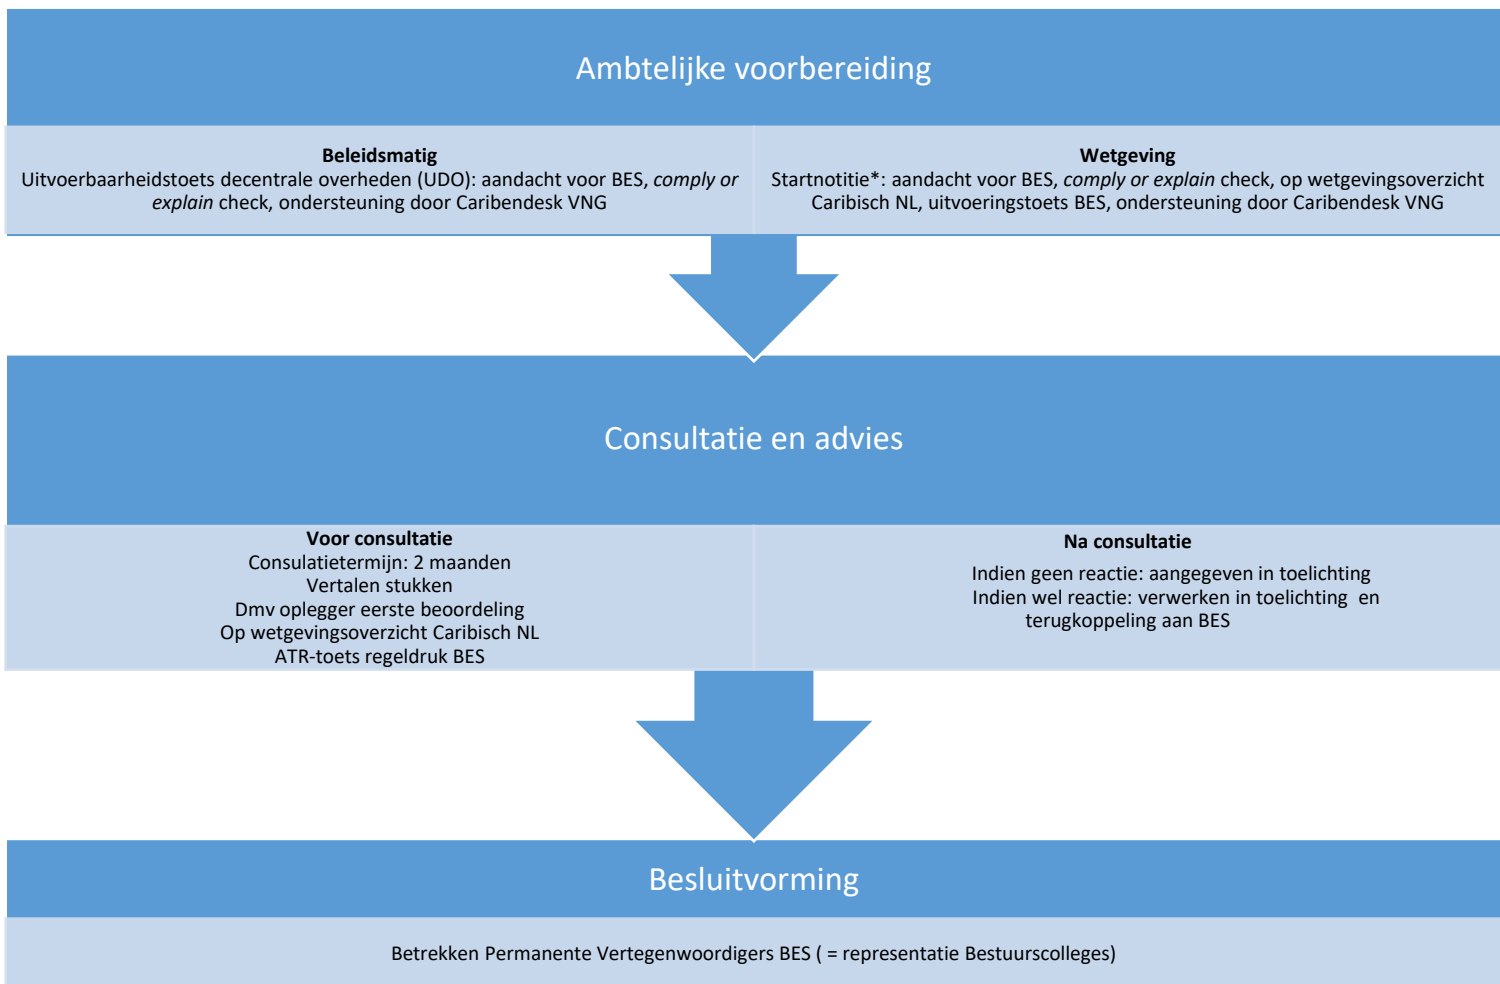 Ambtelijke voorbereiding
Beleidsmatig
Uitvoerbaarheidstoets decentrale overheden (UDO): aandacht voor BES, comply or
explain check, ondersteuning door Caribendesk VNG
Wetgeving
Startnotitie*: aandacht voor BES, comply or explain check, op wetgevingsoverzicht
Caribisch NL, uitvoeringstoets BES, ondersteuning door Caribendesk VNG
Consultatie en advies
Voor consultatie
Consulatietermijn: 2 maanden
Vertalen stukken
Dmv oplegger eerste beoordeling
Op wetgevingsoverzicht Caribisch NL
ATR-toets regeldruk BES
Na consultatie
Indien geen reactie: aangegeven in toelichting
Indien wel reactie: verwerken in toelichting en
terugkoppeling aan BES
Besluitvorming
Betrekken Permanente Vertegenwoordigers BES ( = representatie Bestuurscolleges)